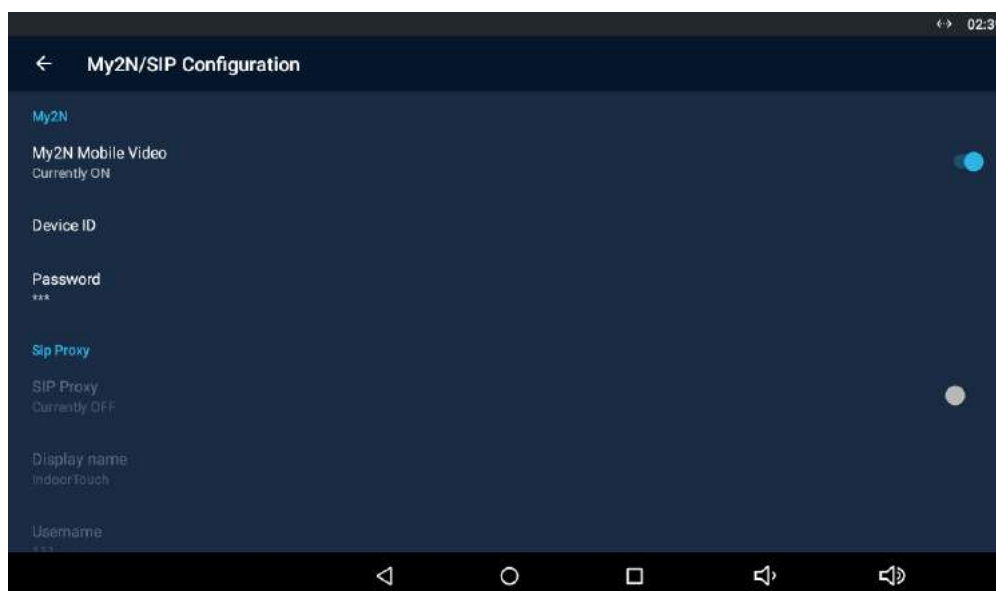 02:3
My2N/SIP Configuration
My2N
My2N Mobile Video
Currently ON
Device ID
Password
***
Sip Proxy
SIP Proxy
Currently OFF
Display name
IndoorTouch
Username
***